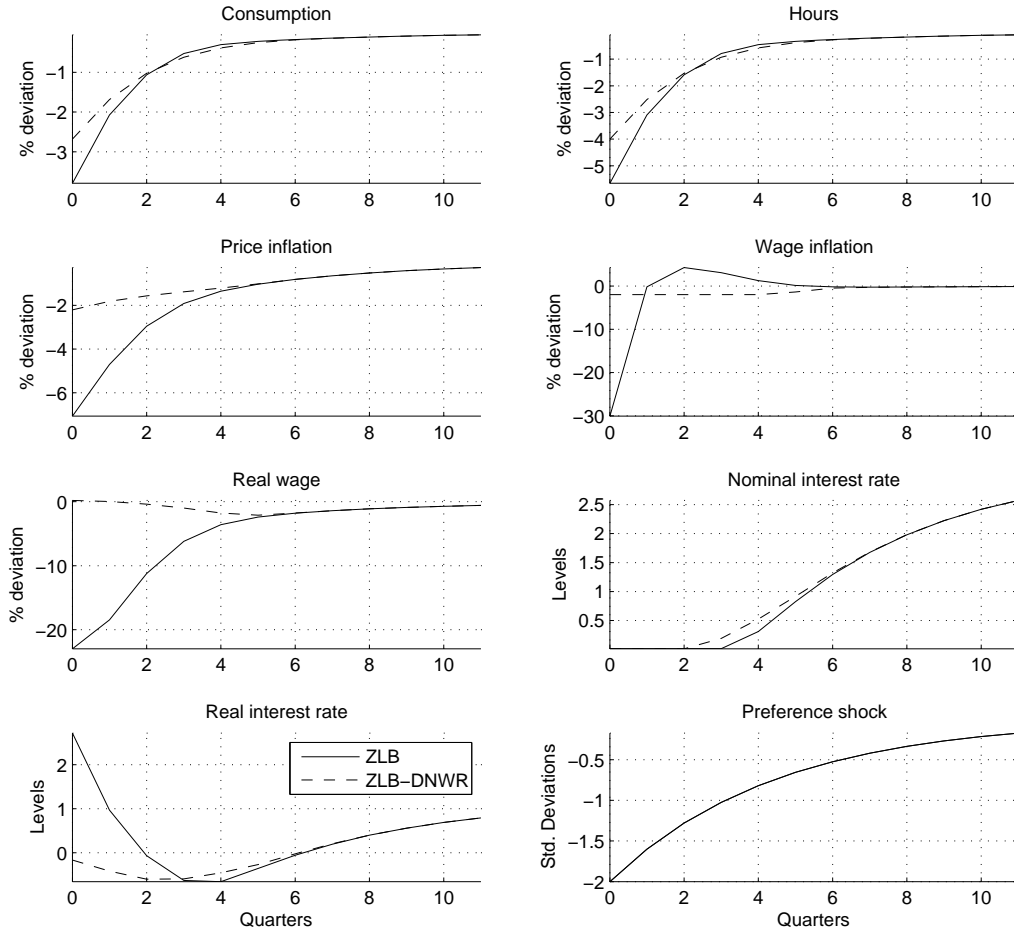 Consumption
% deviation
−1
−2
−3
0 2 4 6 8 10
Hours
% deviation
−1
−2
−3
−4
−5
0 2 4 6 8 10
Price inflation
% deviation
−2
−4
−6
0 2 4 6 8 10
Wage inflation
% deviation
0
−10
−20
−30
0 2 4 6 8 10
Real wage
% deviation
0
−10
−20
0 2 4 6 8 10
Nominal interest rate
Levels
2.5
2
1.5
1
0.5
0 2 4 6 8 10
Real interest rate
Levels
2
1
0
ZLB
ZLB−DNWR
0 2 4 6 8 10
Quarters
Preference shock
Std. Deviations
−0.5
−1
−1.5
−2
0 2 4 6 8 10
Quarters